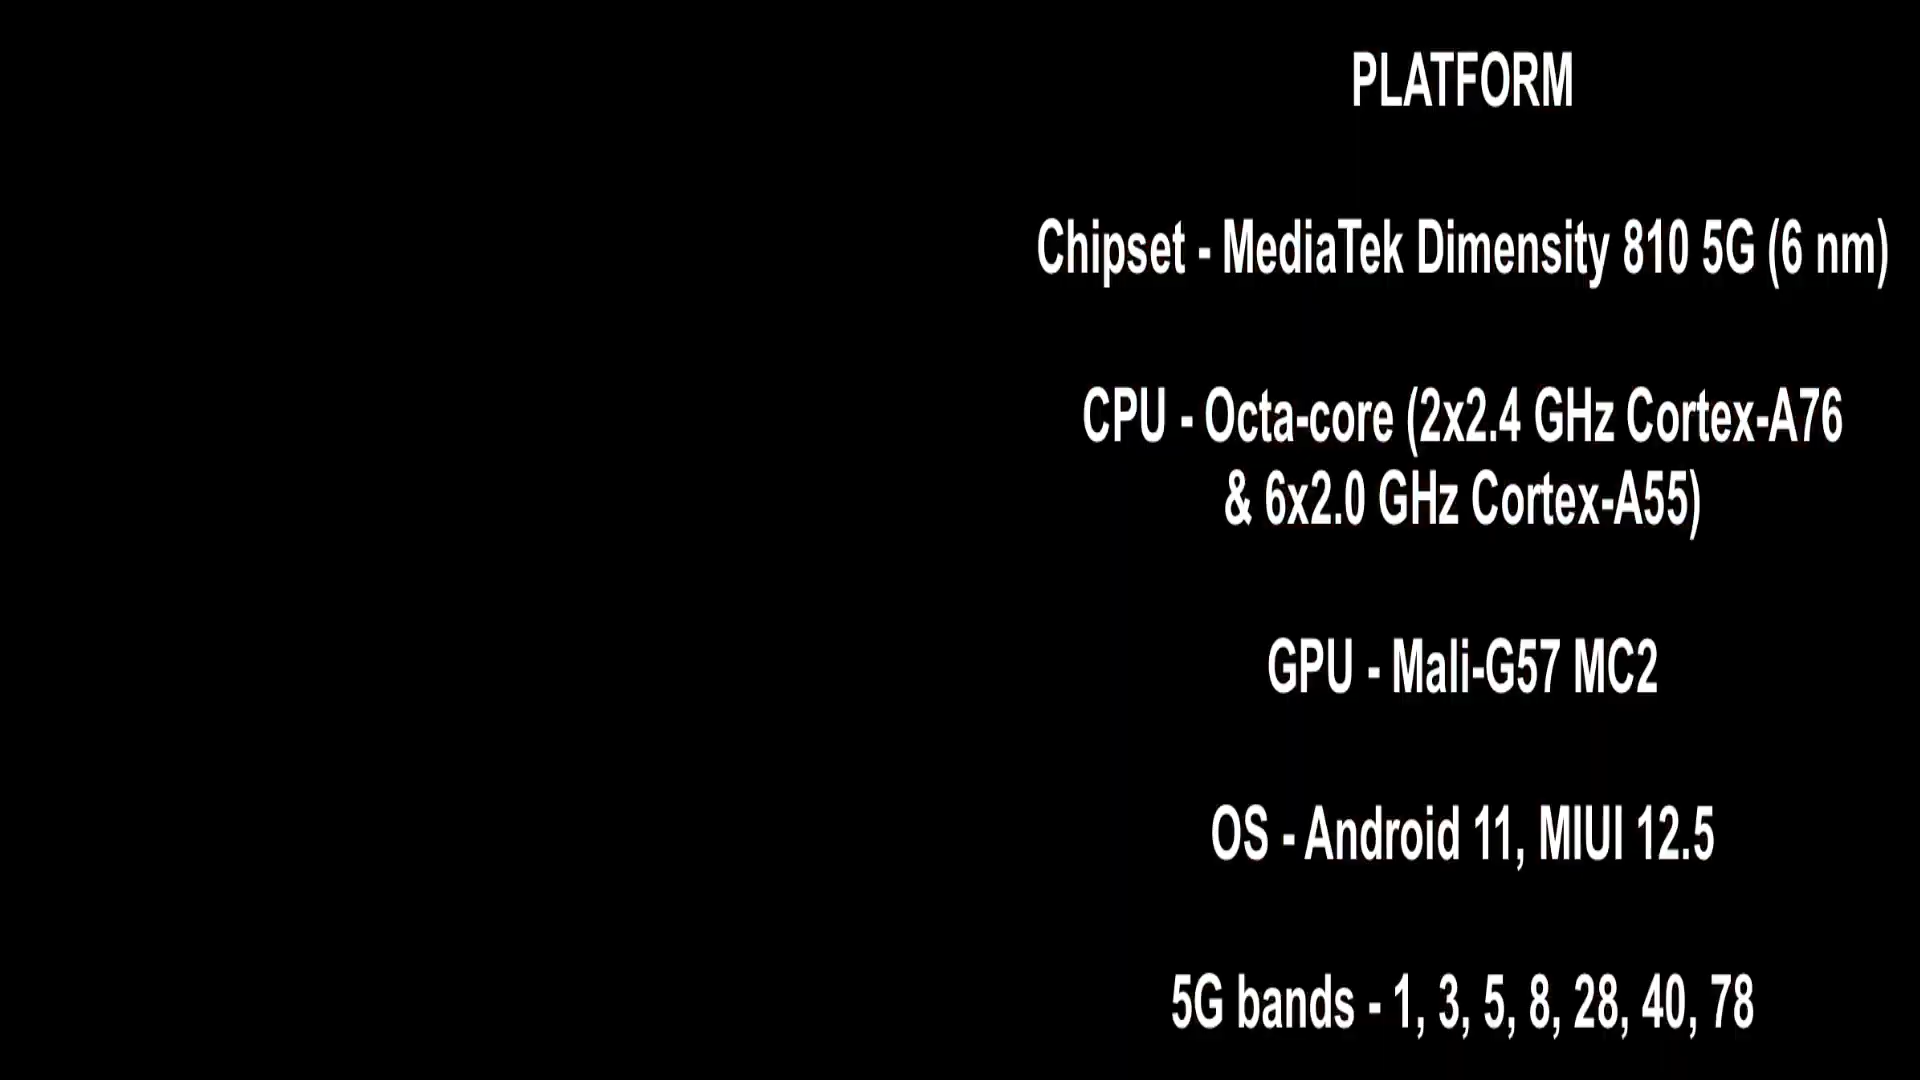 PLATFORM
Chipset - MediaTek Dimensity 810 5G (6 nm)
CPU - Octa-core (2x2.4 GHz Cortex-A76
& 6x2.0 GHz Cortex-A55)
GPU - Mali-G57 MC2
OS - Android 11, MIUI 12.5
5G bands - 1, 3, 5, 8, 28, 40, 78